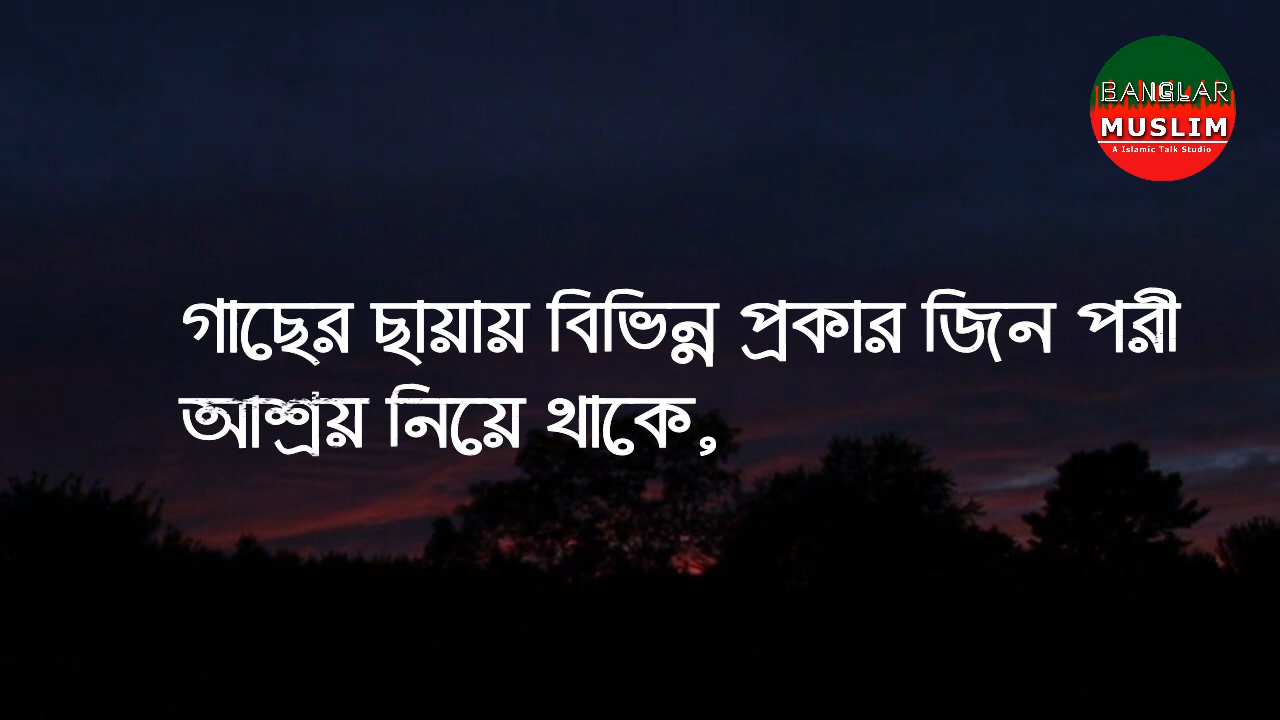 BANGLAR
MUSLIM
A Islamic Talk Studio
গাছের ছায়ায় বিভিন্ন প্রকার জিন পরী
আশ্রয় নিয়ে থাকে,